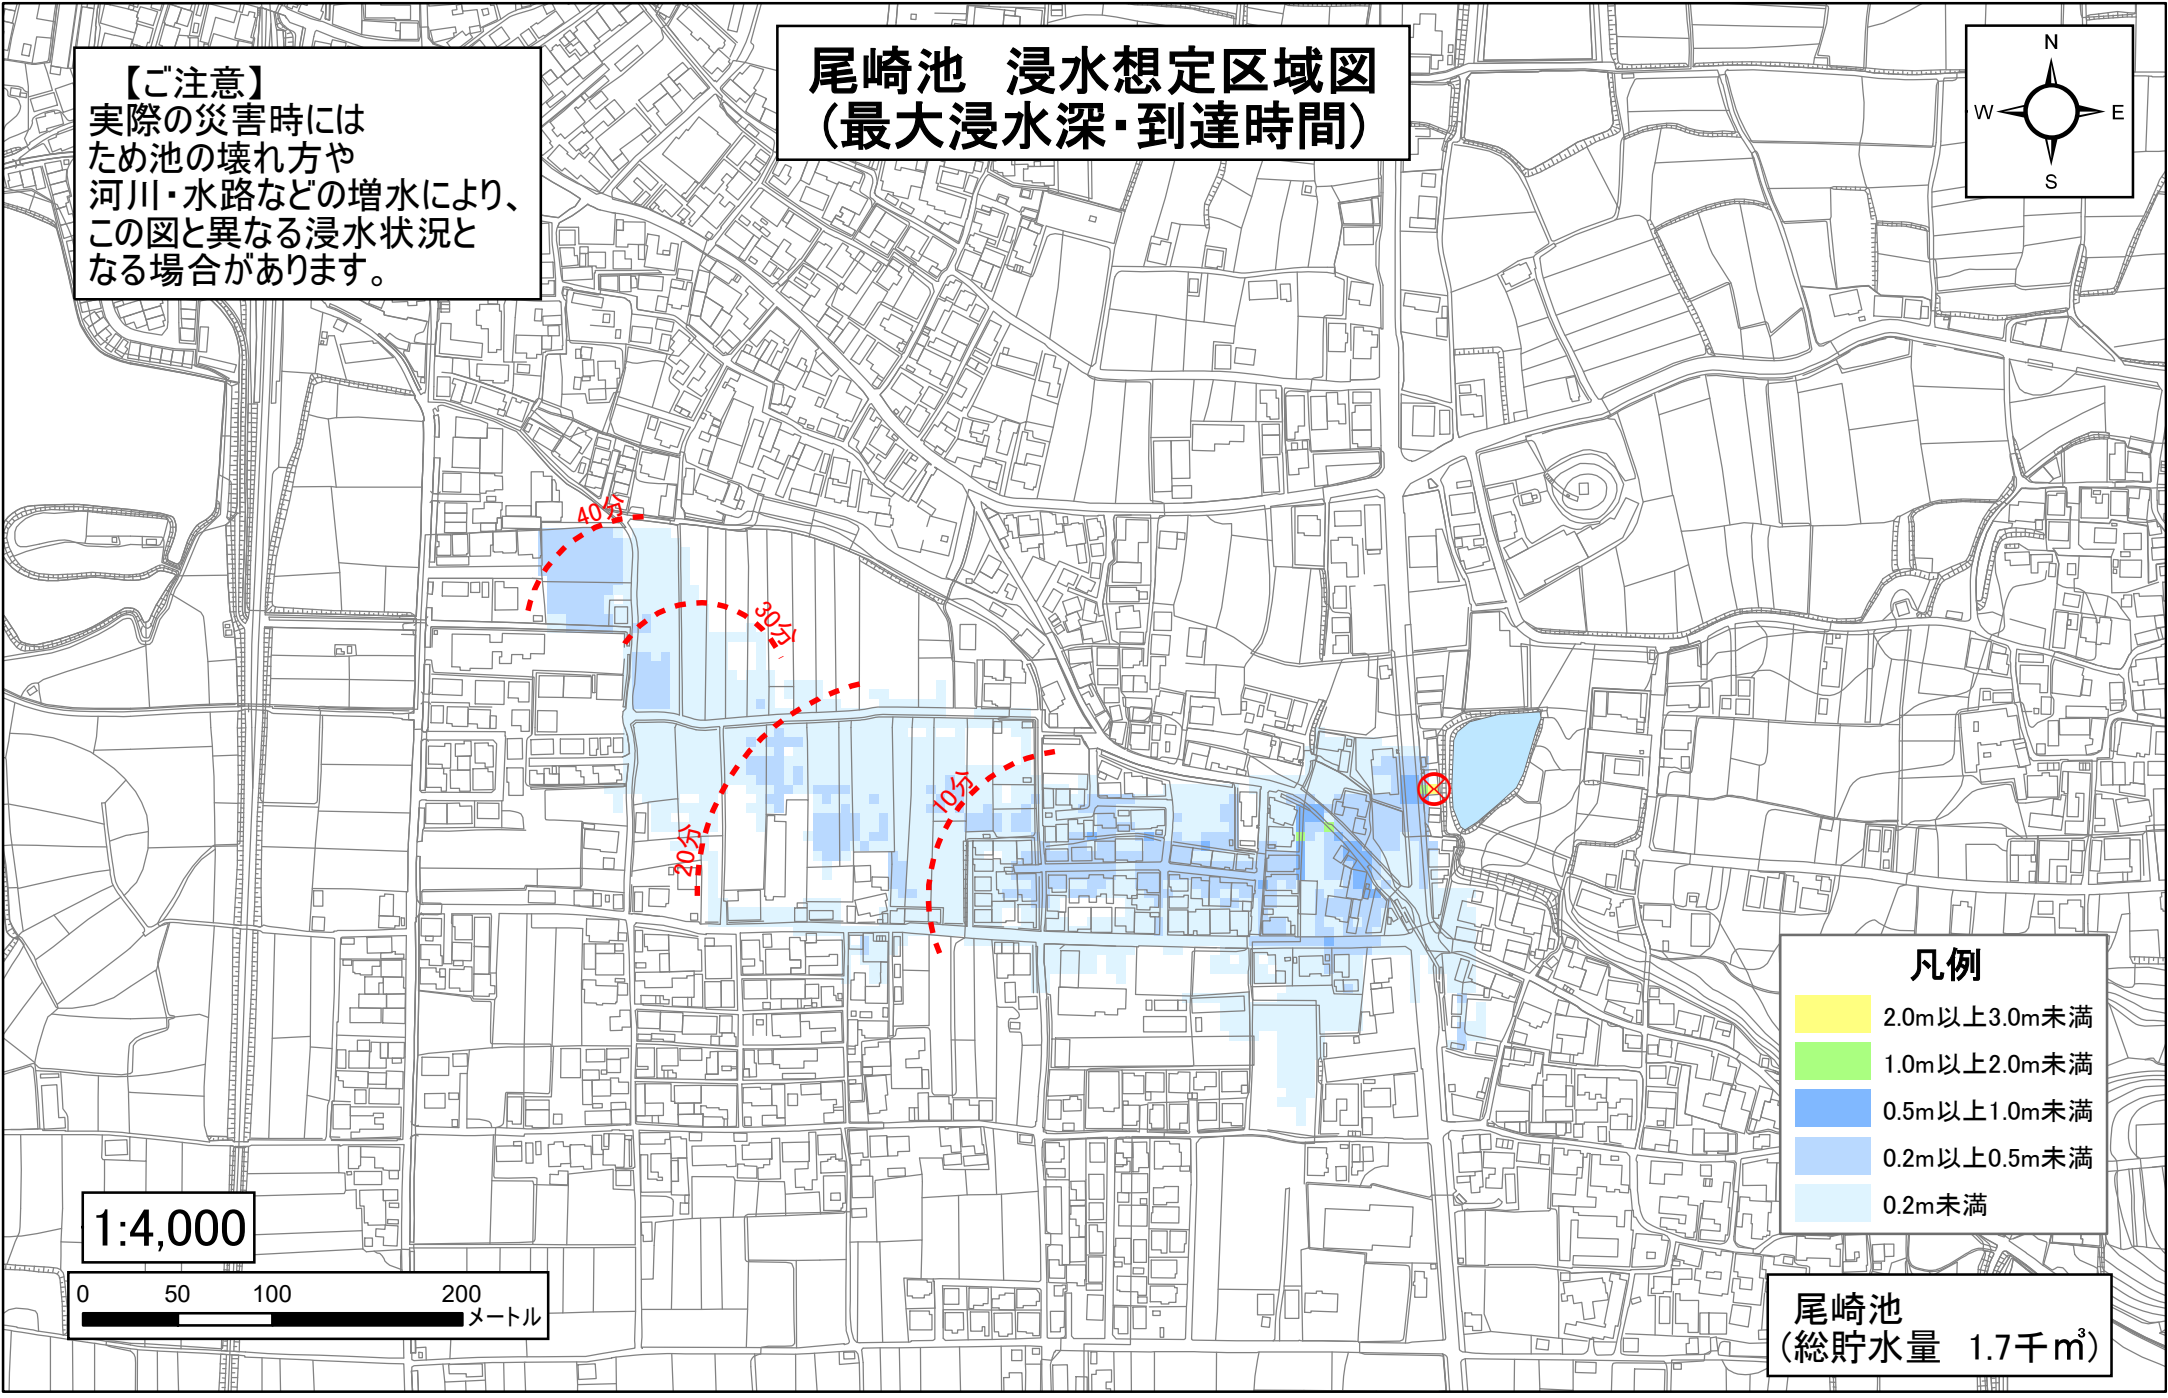 尾崎池　浸水想定区域図
(最大浸水深・到達時間)
【ご注意】
実際の災害時には
ため池の壊れ方や
河川・水路などの増水により、
この図と異なる浸水状況と
なる場合があります。
N
W
E
S
40分
30分
20分
10分
凡例
2.0m以上3.0m未満
1.0m以上2.0m未満
0.5m以上1.0m未満
0.2m以上0.5m未満
0.2m未満
1:4,000
0 50 100 200
メートル
尾崎池
(総貯水量　1.7千㎥)